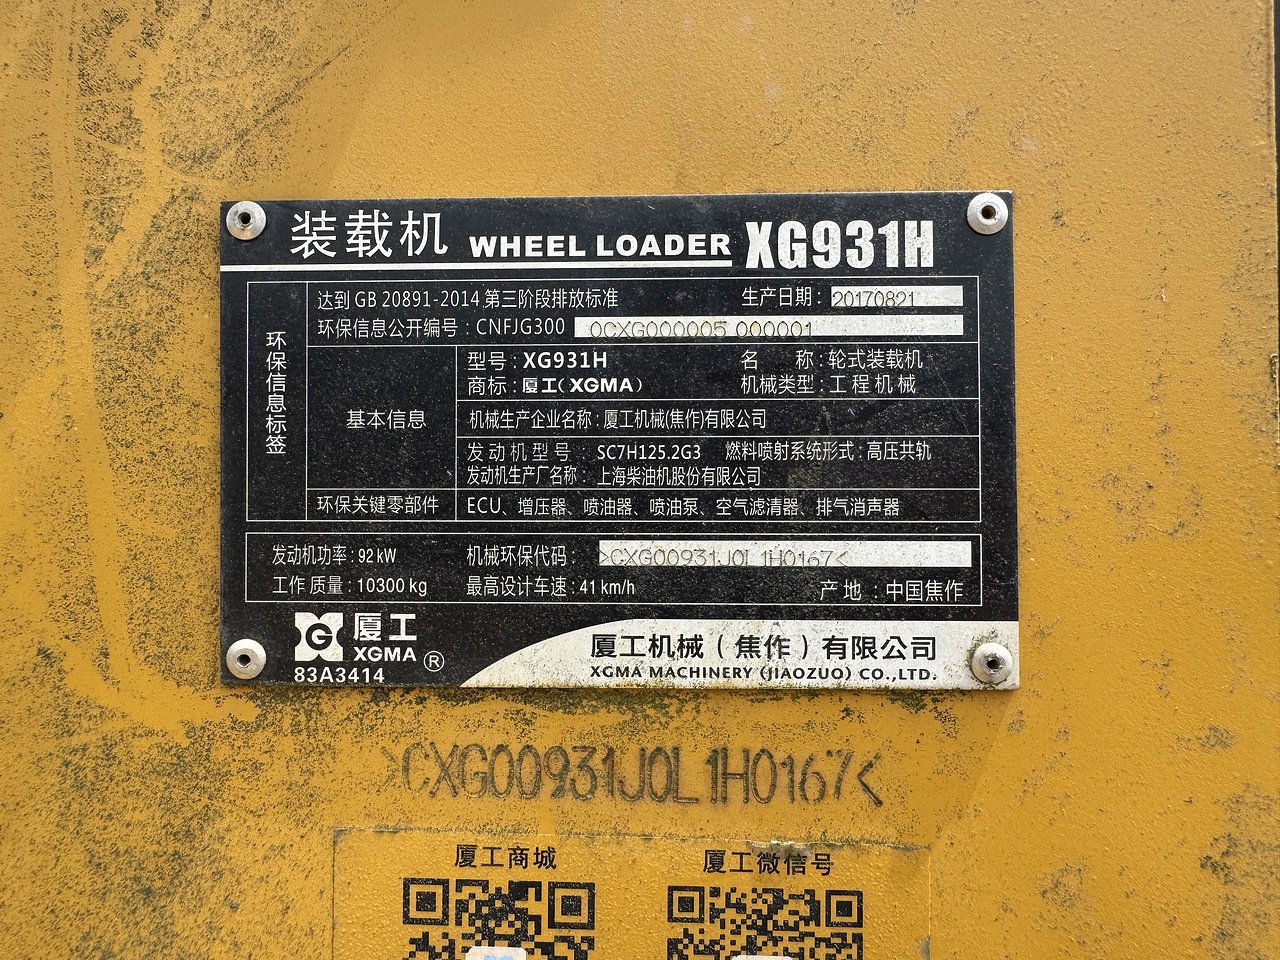 装载机 WHEEL LOADER XG931H
达到 GB 20891-2014 第三阶段排放标准 生产日期: 20170821
环保信息公开编号: CNFJG300 0CXG000005 000001
环保信息标签
型号: XG931H 名 称: 轮式装载机
商标: 厦工(XGMA) 机械类型: 工程机械
基本信息
机械生产企业名称: 厦工机械(焦作)有限公司
发动机型号: SC7H125.2G3 燃料喷射系统形式: 高压共轨
发动机生产厂名称: 上海柴油机股份有限公司
环保关键零部件 ECU、增压器、喷油器、喷油泵、空气滤清器、排气消声器
发动机功率: 92 kW 机械环保代码: >CXG00931J0L1H0167<
工作质量: 10300 kg 最高设计车速: 41 km/h 产地: 中国焦作
厦工
XGMA ®
83A3414
厦工机械(焦作)有限公司
XGMA MACHINERY (JIAOZUO) CO.,LTD.
>CXG00931J0L1H0167<
厦工商城 厦工微信号